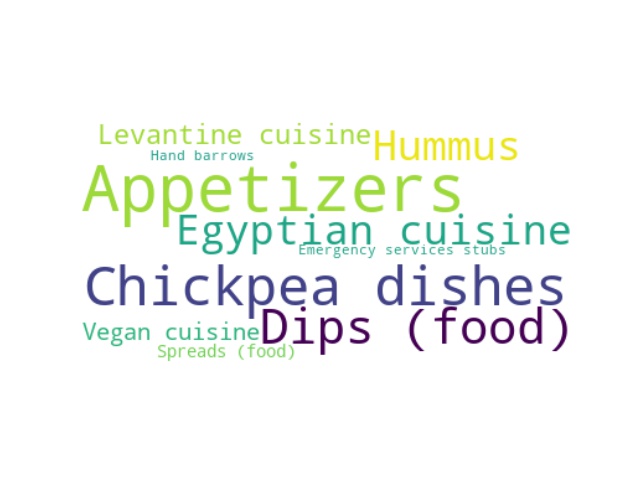 Levantine cuisine
Hummus
Hand barrows
Appetizers
Egyptian cuisine
Emergency services stubs
Chickpea dishes
Dips (food)
Vegan cuisine
Spreads (food)